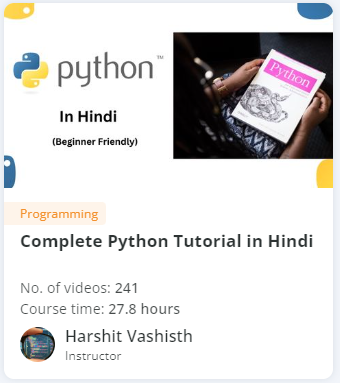 python™
In Hindi
(Beginner Friendly)
Python
Programming
Complete Python Tutorial in Hindi
No. of videos: 241
Course time: 27.8 hours
Harshit Vashisth
Instructor